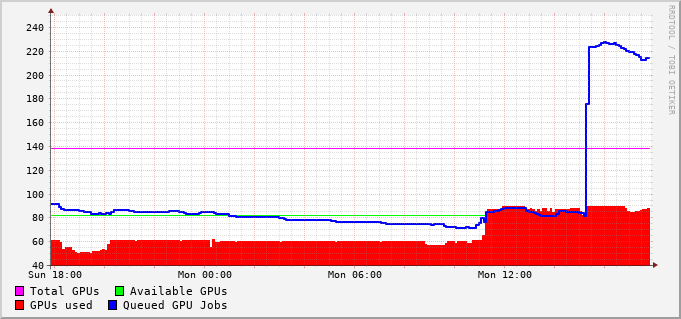 240
220
200
180
160
140
120
100
80
60
40
Sun 18:00 Mon 00:00 Mon 06:00 Mon 12:00
Total GPUs Available GPUs
GPUs used Queued GPU Jobs
RRDTOOL / TOBI OETIKER